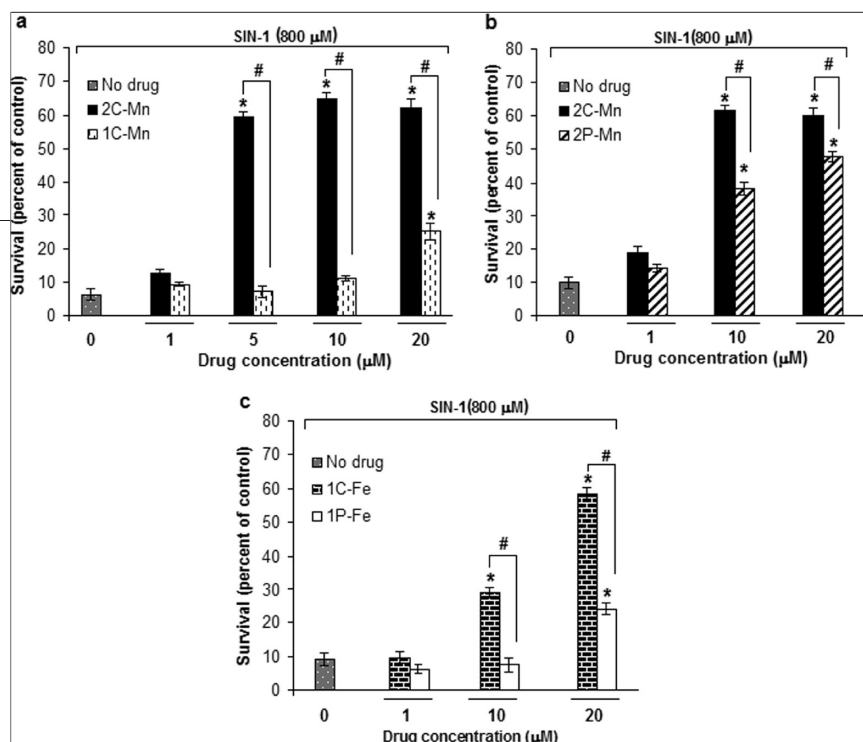 a
SIN-1 (800 µM)
Survival (percent of control)
80
70
60
50
40
30
20
10
0
No drug
2C-Mn
1C-Mn
* # * # * # *
0 1 5 10 20
Drug concentration (µM)
b
SIN-1(800 µM)
Survival (percent of control)
80
70
60
50
40
30
20
10
0
No drug
2C-Mn
2P-Mn
* # * * # *
0 1 10 20
Drug concentration (µM)
c
SIN-1(800 µM)
Survival (percent of control)
80
70
60
50
40
30
20
10
0
No drug
1C-Fe
1P-Fe
* # * # *
0 1 10 20
Drug concentration (µM)